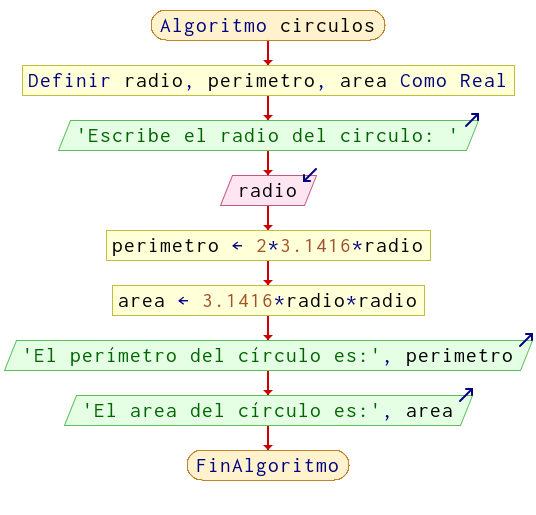 Algoritmo circulos
Definir radio, perimetro, area Como Real
'Escribe el radio del circulo: '
radio
perimetro ← 2*3.1416*radio
area ← 3.1416*radio*radio
'El perímetro del círculo es:', perimetro
'El area del círculo es:', area
FinAlgoritmo